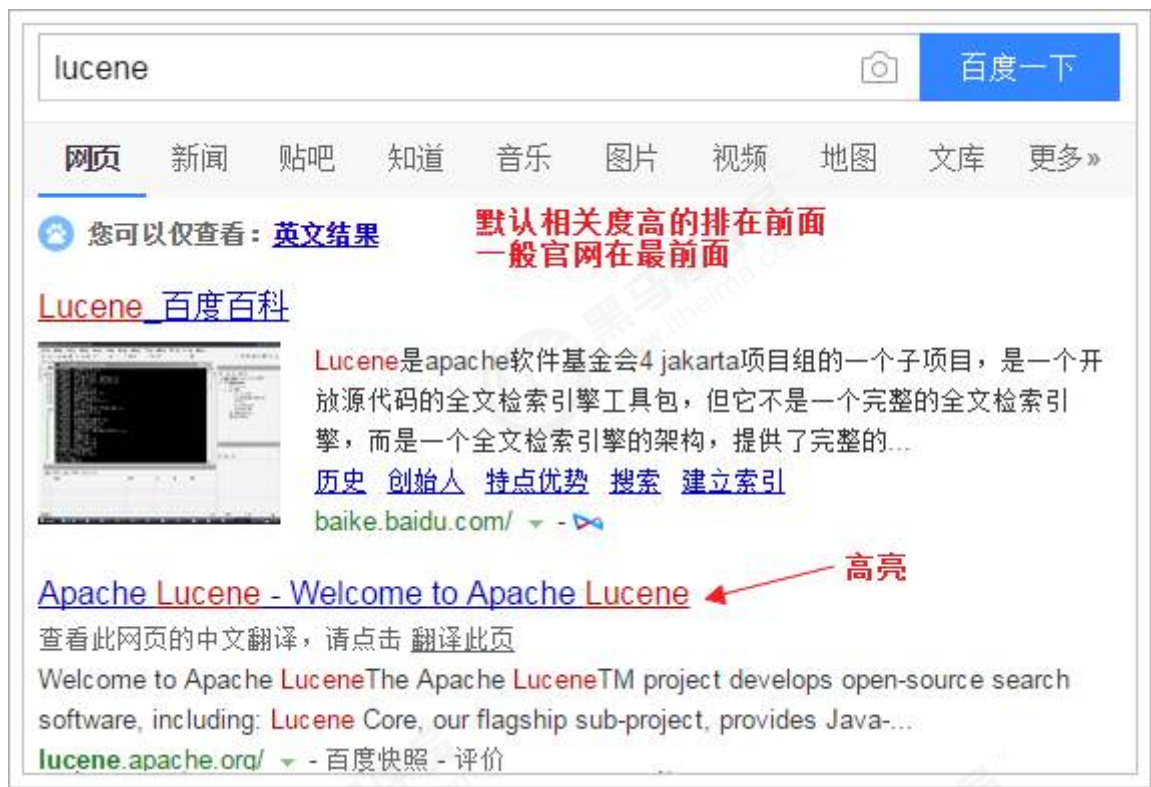 lucene
百度一下
网页 新闻 贴吧 知道 音乐 图片 视频 地图 文库 更多»
您可以仅查看：英文结果
默认相关度高的排在前面
一般官网在最前面
Lucene_百度百科
Lucene是apache软件基金会4 jakarta项目组的一个子项目，是一个开
放源代码的全文检索引擎工具包，但它不是一个完整的全文检索引
擎，而是一个全文检索引擎的架构，提供了完整的...
历史 创始人 特点优势 搜索 建立索引
baike.baidu.com/ -
高亮
Apache Lucene - Welcome to Apache Lucene
查看此网页的中文翻译，请点击 翻译此页
Welcome to Apache LuceneThe Apache LuceneTM project develops open-source search
software, including: Lucene Core, our flagship sub-project, provides Java-...
lucene.apache.org/ - 百度快照 - 评价
黑马程序员
www.itheima.com